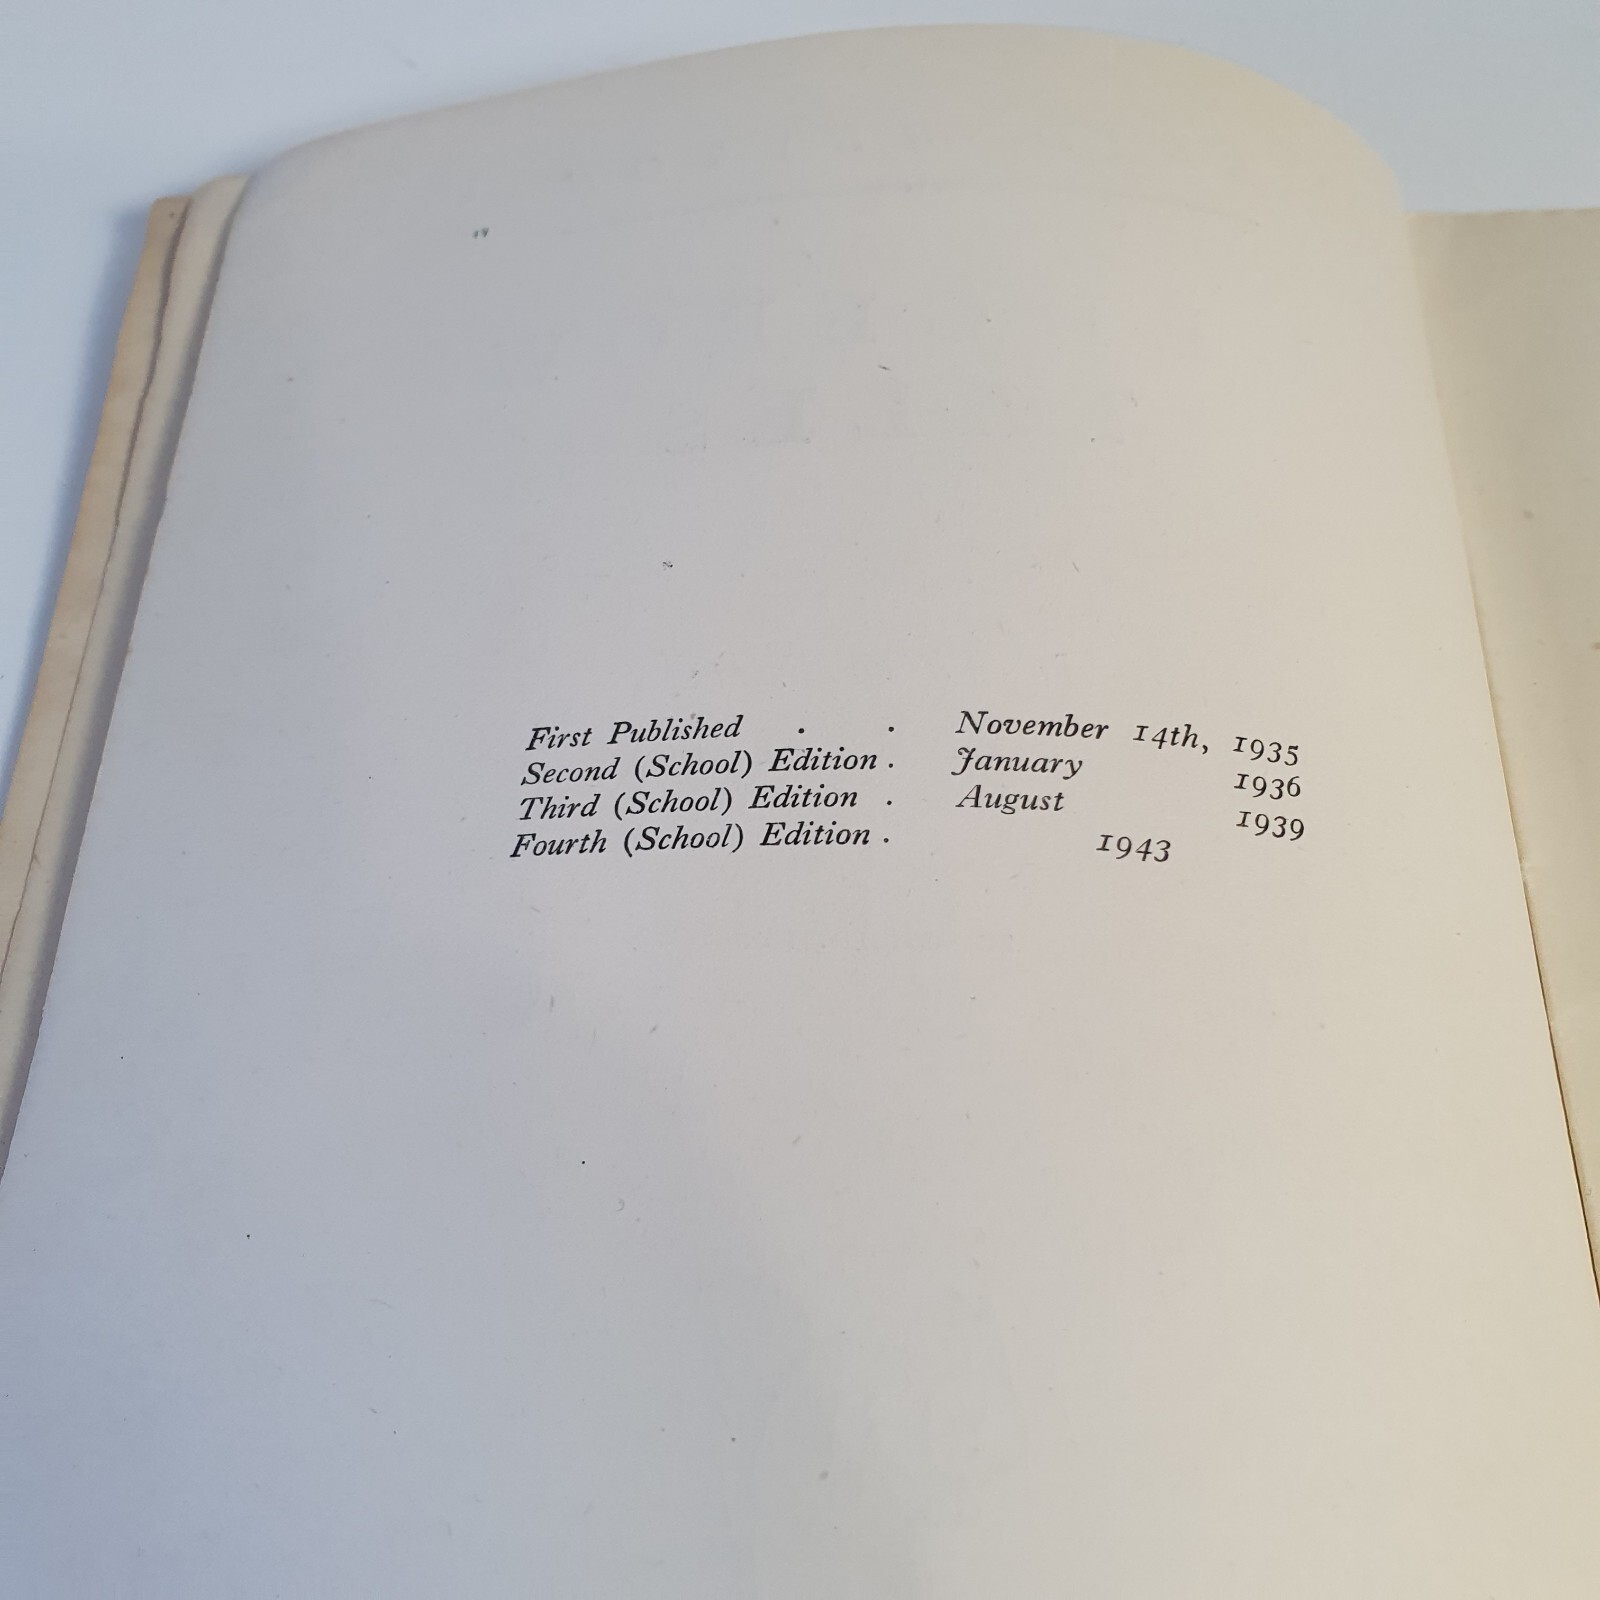 First Published . . November 14th, 1935
Second (School) Edition . January 1936
Third (School) Edition . August 1939
Fourth (School) Edition . 1943